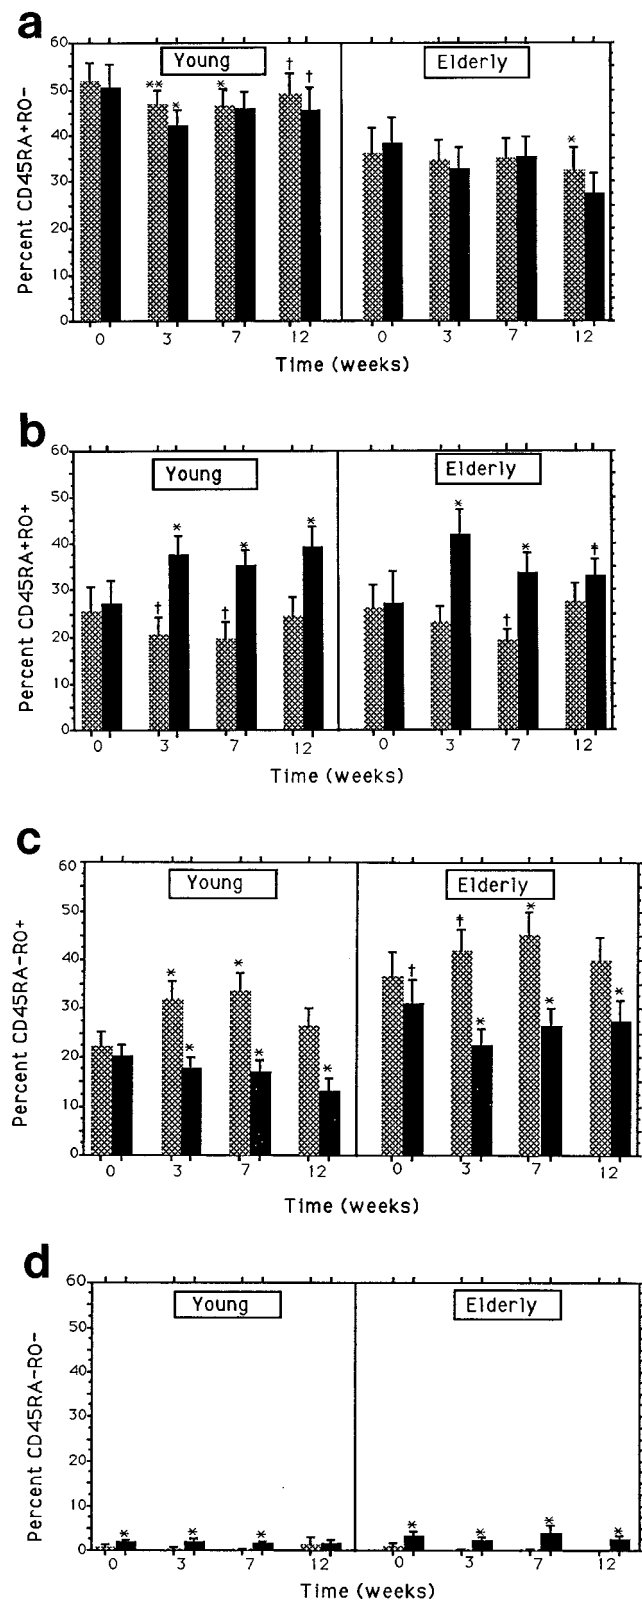 a
Percent CD45RA+RO-
60
50
40
30
20
10
0
Young
Elderly
** * * † † *
0 3 7 12 0 3 7 12
Time (weeks)
b
Percent CD45RA+RO+
60
50
40
30
20
10
0
Young
Elderly
† * † * * * † * ‡
0 3 7 12 0 3 7 12
Time (weeks)
c
Percent CD45RA-RO+
60
50
40
30
20
10
0
Young
Elderly
* * * * * † ‡ * * * *
0 3 7 12 0 3 7 12
Time (weeks)
d
Percent CD45RA-RO-
60
50
40
30
20
10
0
Young
Elderly
* * * * * * *
0 3 7 12 0 3 7 12
Time (weeks)